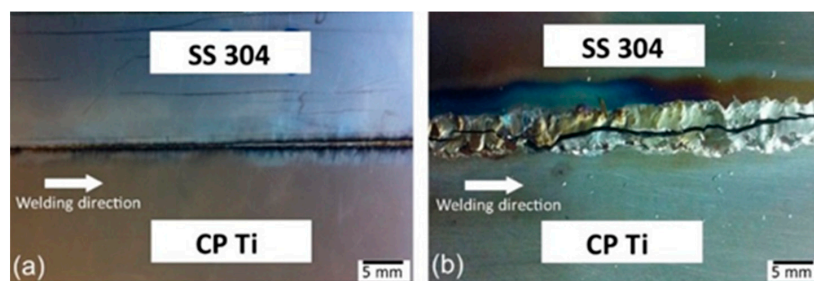 SS 304
Welding direction
CP Ti
(a)
5 mm
SS 304
Welding direction
CP Ti
(b)
5 mm